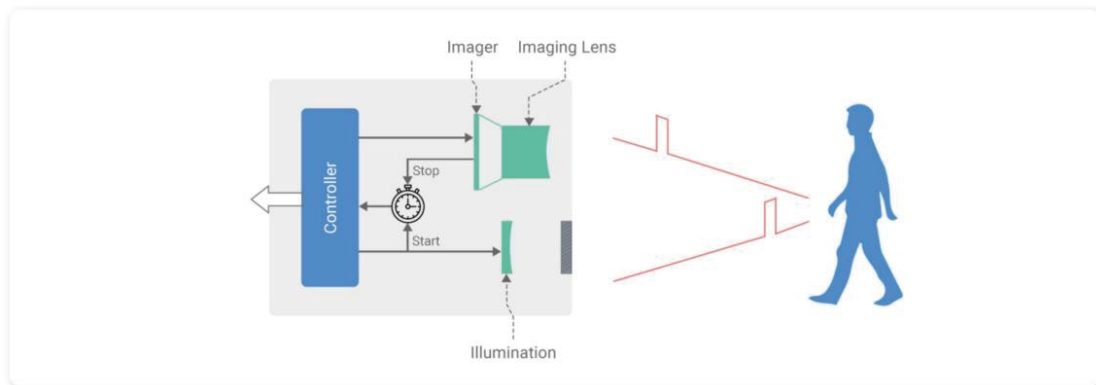 Imager
Imaging Lens
Controller
Stop
Start
Illumination